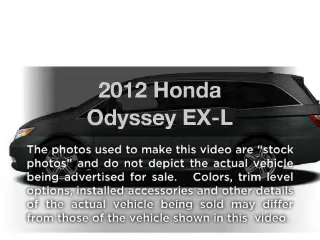 2012 Honda
Odyssey EX-L
The photos used to make this video are "stock
photos" and do not depict the actual vehicle
being advertised for sale. Colors, trim level
options, installed accessories and other details
of the actual vehicle being sold may differ
from those of the vehicle shown in this video.